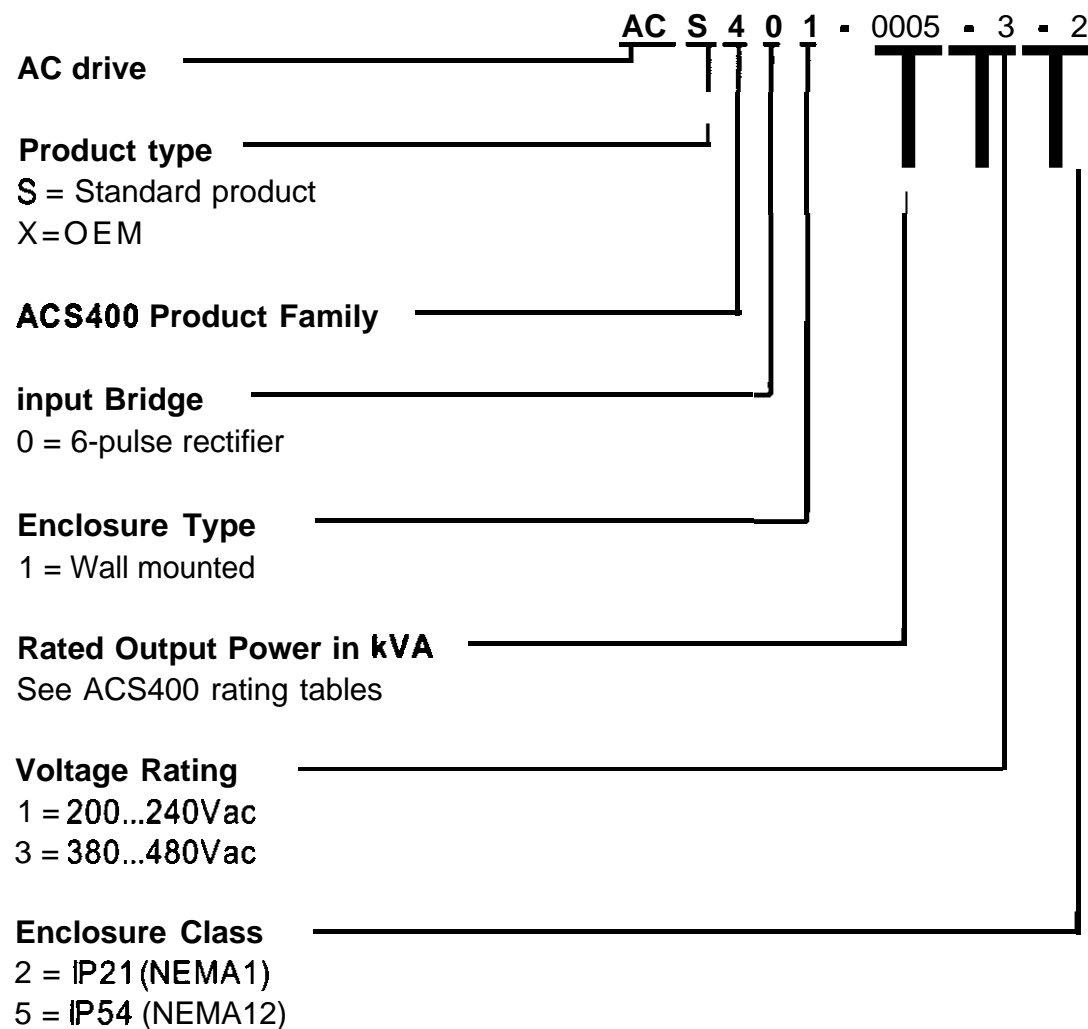 AC S 4 0 1 - 0005 - 3 - 2
AC drive
Product type
S = Standard product
X=OEM
ACS400 Product Family
input Bridge
0 = 6-pulse rectifier
Enclosure Type
1 = Wall mounted
Rated Output Power in kVA
See ACS400 rating tables
Voltage Rating
1 = 200...240Vac
3 = 380...480Vac
Enclosure Class
2 = IP21(NEMA1)
5 = IP54 (NEMA12)